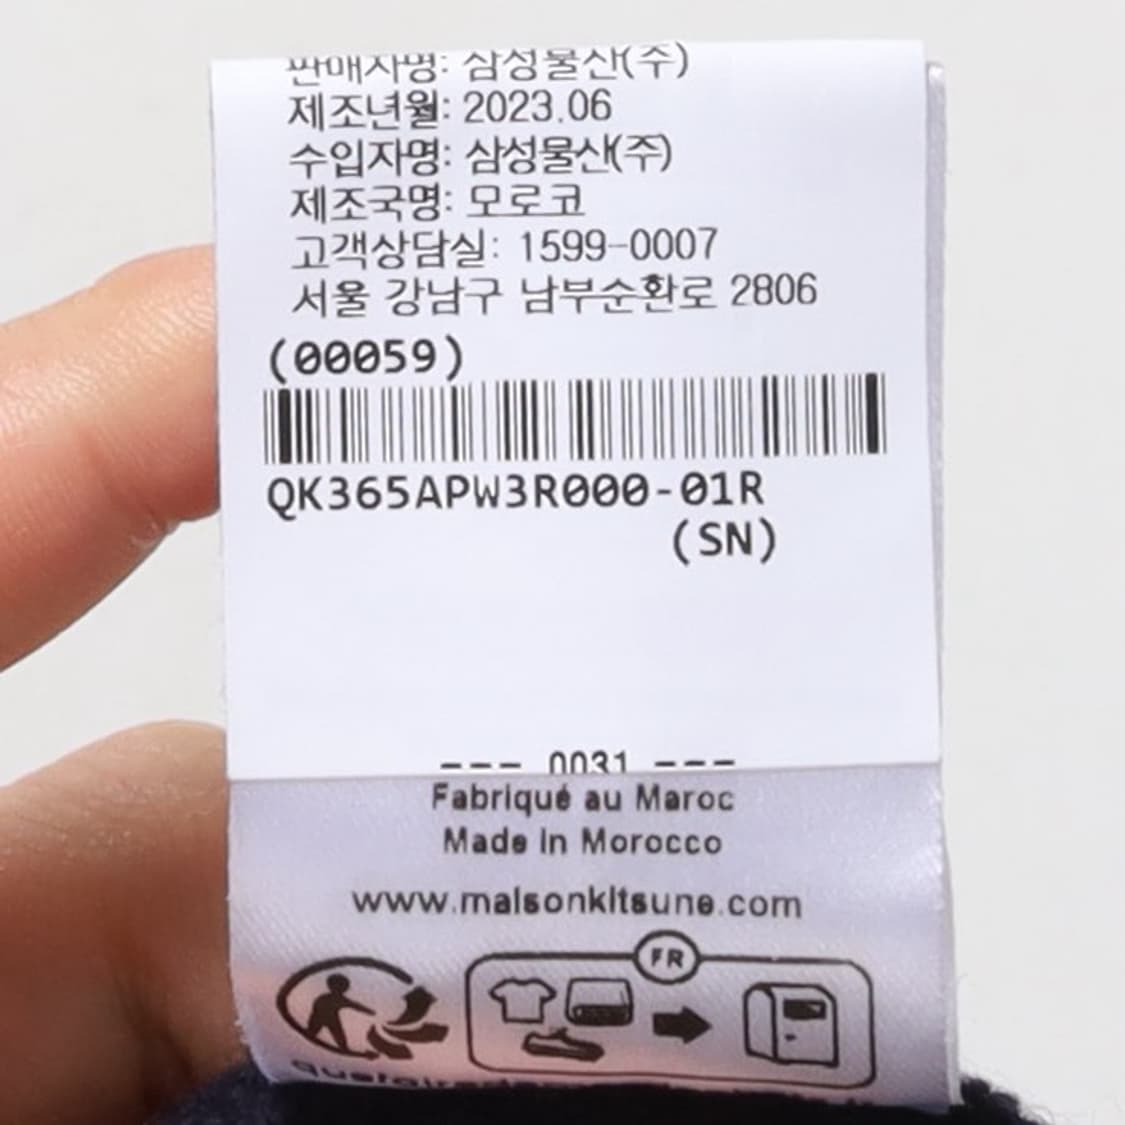 판매자명: 삼성물산(주)
제조년월: 2023.06
수입자명: 삼성물산(주)
제조국명: 모로코
고객상담실: 1599-0007
서울 강남구 남부순환로 2806
(00059)
QK365APW3R000-01R
(SN)
--- 0031 ---
Fabriqué au Maroc
Made in Morocco
www.maisonkitsune.com
FR